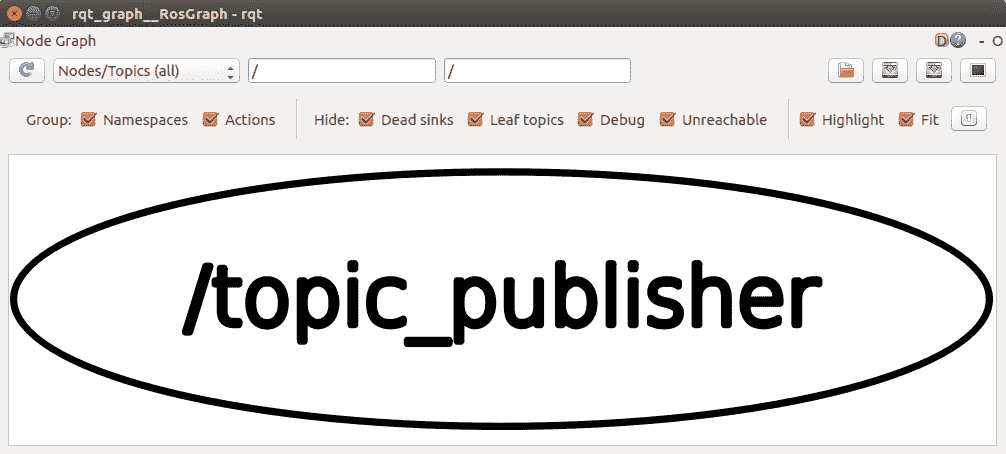 rqt_graph__RosGraph - rqt
Node Graph D ? - O
Nodes/Topics (all) / /
Group: Namespaces Actions Hide: Dead sinks Leaf topics Debug Unreachable Highlight Fit
/topic_publisher